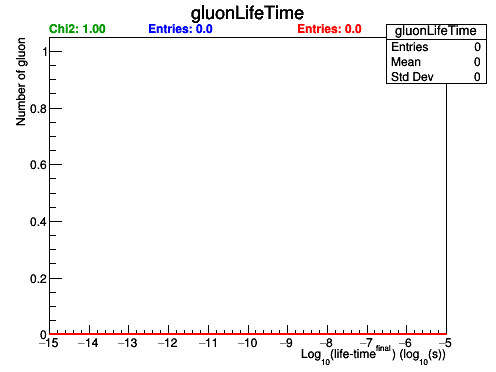 gluonLifeTime
Chi2: 1.00 Entries: 0.0 Entries: 0.0
gluonLifeTime
Entries 0
Mean 0
Std Dev 0
Number of gluon
1
0.8
0.6
0.4
0.2
0
−15 −14 −13 −12 −11 −10 −9 −8 −7 −6 −5
Log10(life-time^final) (log10(s))